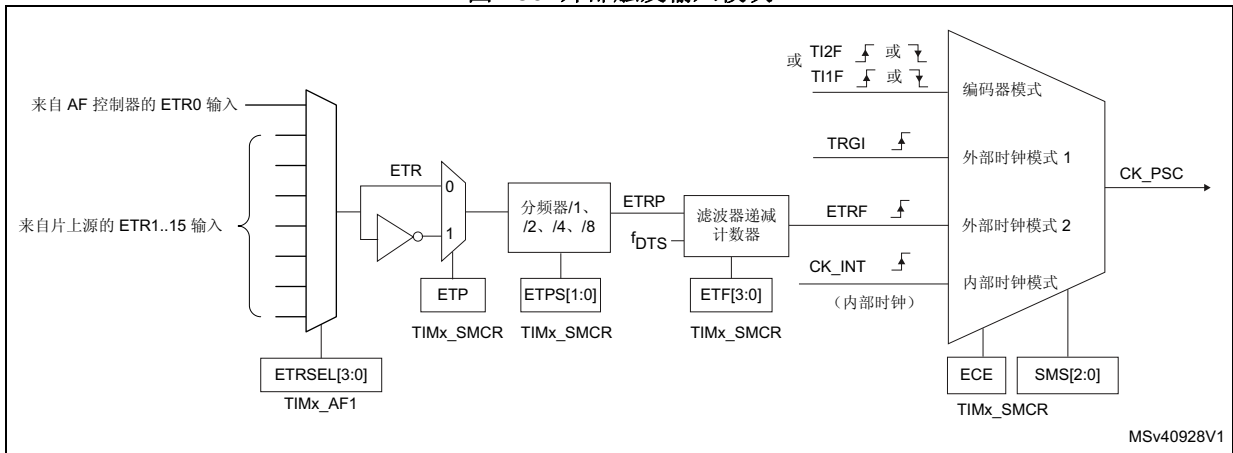 或 TI2F 或
TI1F 或
编码器模式
来自 AF 控制器的 ETR0 输入
TRGI
外部时钟模式 1
CK_PSC
ETR
0
1
来自片上源的 ETR1..15 输入
分频器/1、
/2、/4、/8
ETRP
f DTS
滤波器递减
计数器
ETRF
外部时钟模式 2
CK_INT
内部时钟模式
（内部时钟）
ETP
TIMx_SMCR
ETPS[1:0]
TIMx_SMCR
ETF[3:0]
TIMx_SMCR
ETRSEL[3:0]
TIMx_AF1
ECE
SMS[2:0]
TIMx_SMCR
MSv40928V1